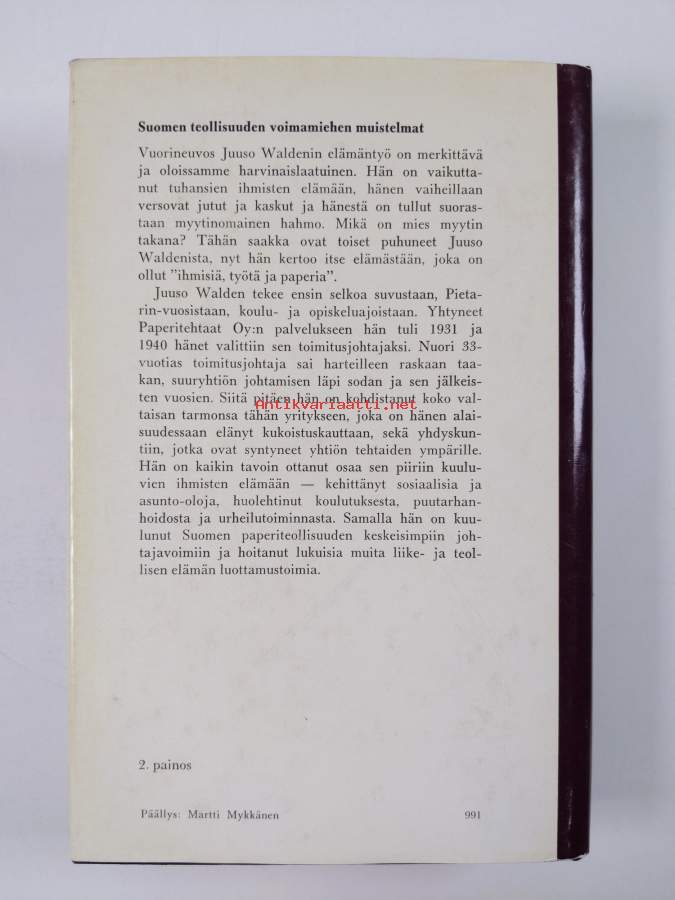 Suomen teollisuuden voimamiehen muistelmat
Vuorineuvos Juuso Waldenin elämäntyö on merkittävä
ja oloissamme harvinaislaatuinen. Hän on vaikutta-
nut tuhansien ihmisten elämään, hänen vaiheillaan
versovat jutut ja kaskut ja hänestä on tullut suoras-
taan myytinomainen hahmo. Mikä on mies myytin
takana? Tähän saakka ovat toiset puhuneet Juuso
Waldenista, nyt hän kertoo itse elämästään, joka on
ollut ”ihmisiä, työtä ja paperia”.
Juuso Walden tekee ensin selkoa suvustaan, Pieta-
rin-vuosistaan, koulu- ja opiskeluajoistaan. Yhtyneet
Paperitehtaat Oy:n palvelukseen hän tuli 1931 ja
1940 hänet valittiin sen toimitusjohtajaksi. Nuori 33-
vuotias toimitusjohtaja sai harteilleen raskaan taa-
kan, suuryhtiön johtamisen läpi sodan ja sen jälkeis-
ten vuosien. Siitä pitäen hän on kohdistanut koko val-
Antikvariaatti.net
taisan tarmonsa tähän yritykseen, joka on hänen alai-
suudessaan elänyt kukoistuskauttaan, sekä yhdyskun-
tiin, jotka ovat syntyneet yhtiön tehtaiden ympärille.
Hän on kaikin tavoin ottanut osaa sen piiriin kuulu-
vien ihmisten elämään — kehittänyt sosiaalisia ja
asunto-oloja, huolehtinut koulutuksesta, puutarhan-
hoidosta ja urheilutoiminnasta. Samalla hän on kuu-
lunut Suomen paperiteollisuuden keskeisimpiin joh-
tajavoimiin ja hoitanut lukuisia muita liike- ja teol-
lisen elämän luottamustoimia.
2. painos
Päällys: Martti Mykkänen 991